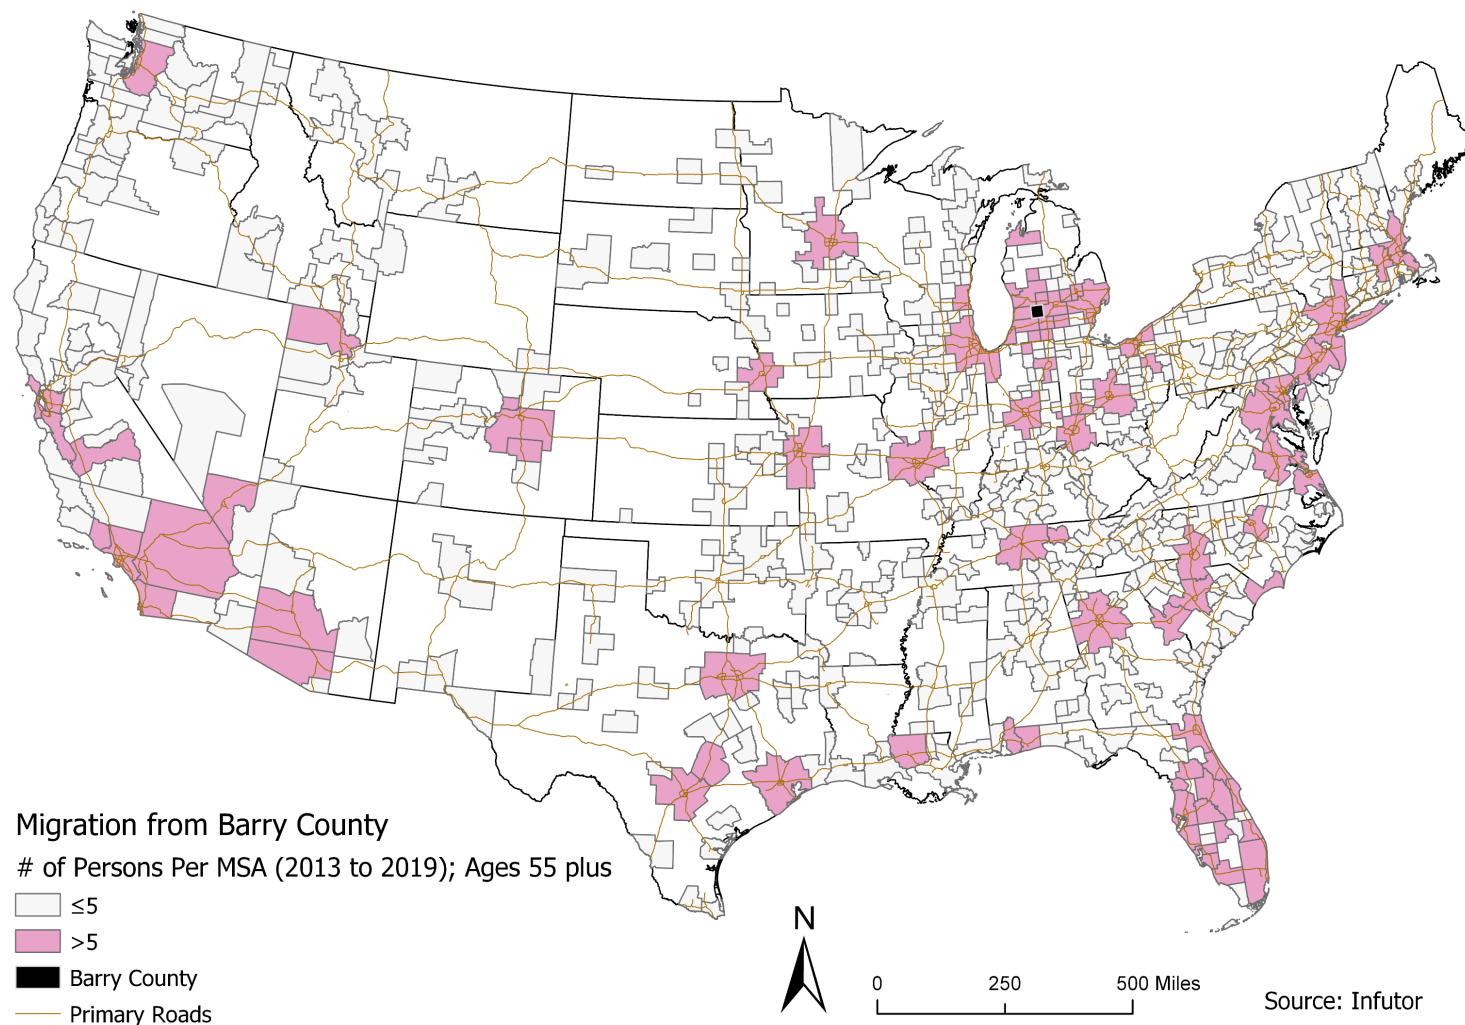 Migration from Barry County
# of Persons Per MSA (2013 to 2019); Ages 55 plus
≤5
>5
Barry County
Primary Roads
N
0 250 500 Miles
Source: Infutor